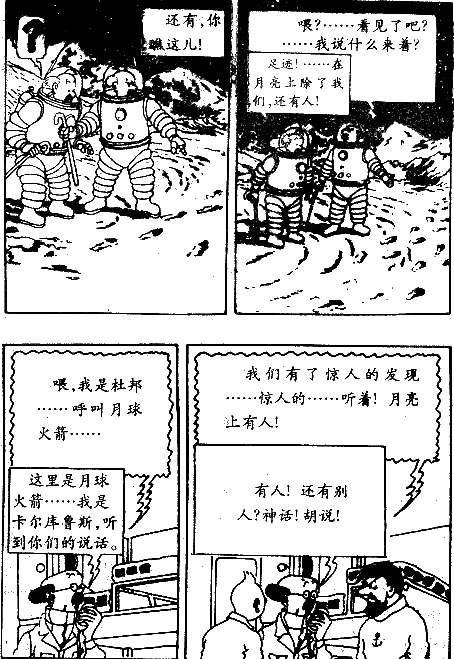 ?
还有,你
瞧这儿!
喂?……看见了吧?
……我说什么来着?
足迹!……在
月亮上除了我
们,还有人!
喂,我是杜邦
……呼叫月球
火箭……
这里是月球
火箭……我是
卡尔库鲁斯,听
到你们的说话。
我们有了惊人的发现
……惊人的……听着!月亮
上有人!
有人!还有别
人?神话!胡说!